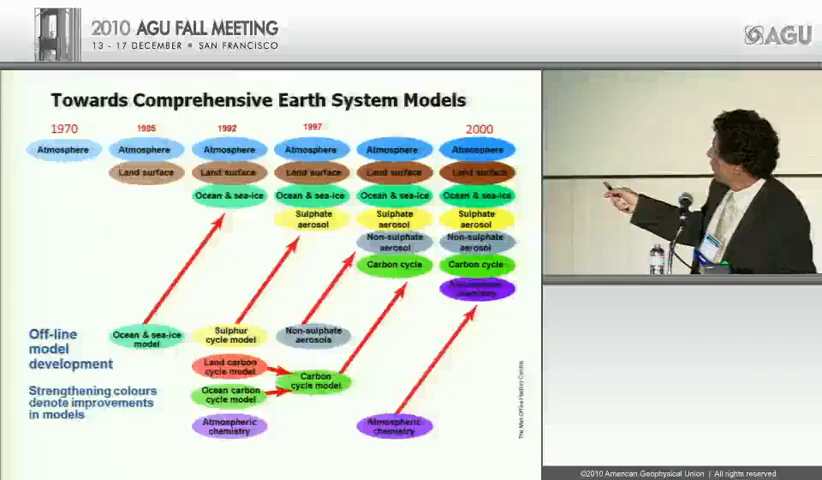 2010 AGU FALL MEETING
13 - 17 DECEMBER ■ SAN FRANCISCO
AGU
Towards Comprehensive Earth System Models
1970 1985 1992 1997 2000
Atmosphere Atmosphere Atmosphere Atmosphere Atmosphere Atmosphere
Land surface Land surface Land surface Land surface Land surface
Ocean & sea-ice Ocean & sea-ice Ocean & sea-ice Ocean & sea-ice
Sulphate Sulphate Sulphate
aerosol aerosol aerosol
Non-sulphate Non-sulphate
aerosol aerosol
Carbon cycle Carbon cycle
chemistry
Off-line
model
development
Strengthening colours
denote improvements
in models
Ocean & sea-ice
model
Sulphur
cycle model
Non-sulphate
aerosols
Land carbon
cycle model
Carbon
cycle model
Ocean carbon
cycle model
Atmospheric
chemistry
Atmospheric
chemistry
The Met Office Hadley Centre
©2010 American Geophysical Union | All rights reserved